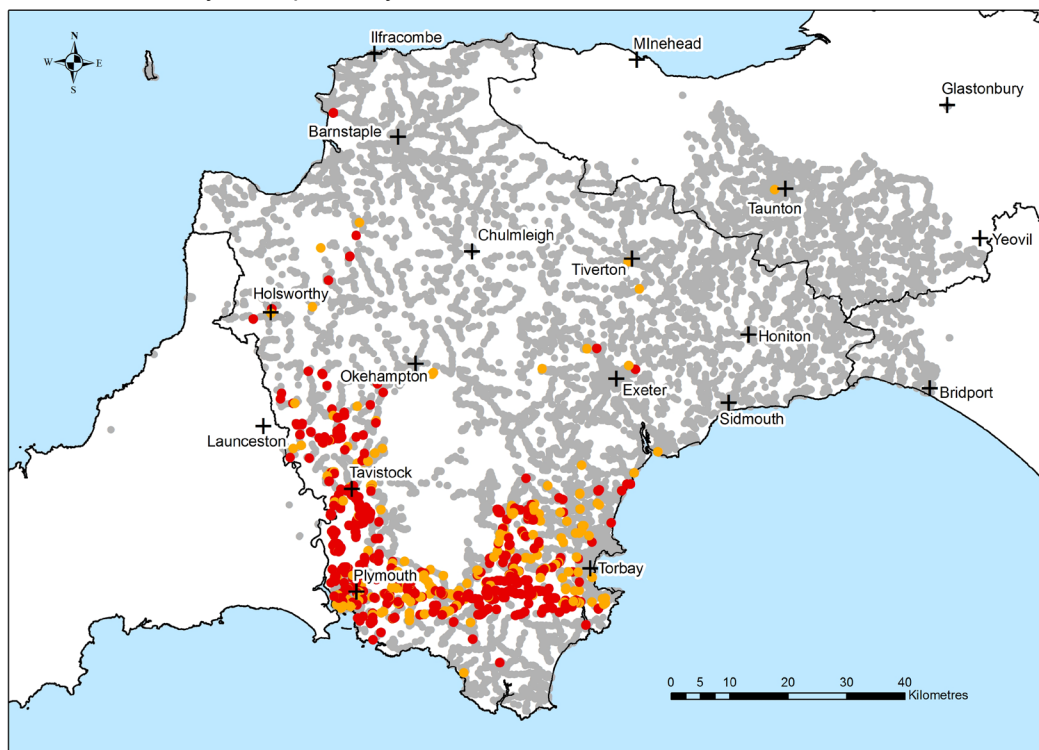 Ilfracombe
MInehead
N
W E
S
Glastonbury
Barnstaple
Taunton
Chulmleigh
Yeovil
Tiverton
Holsworthy
Honiton
Okehampton
Exeter
Bridport
Sidmouth
Launceston
Tavistock
Torbay
Plymouth
0 5 10 20 30 40
Kilometres